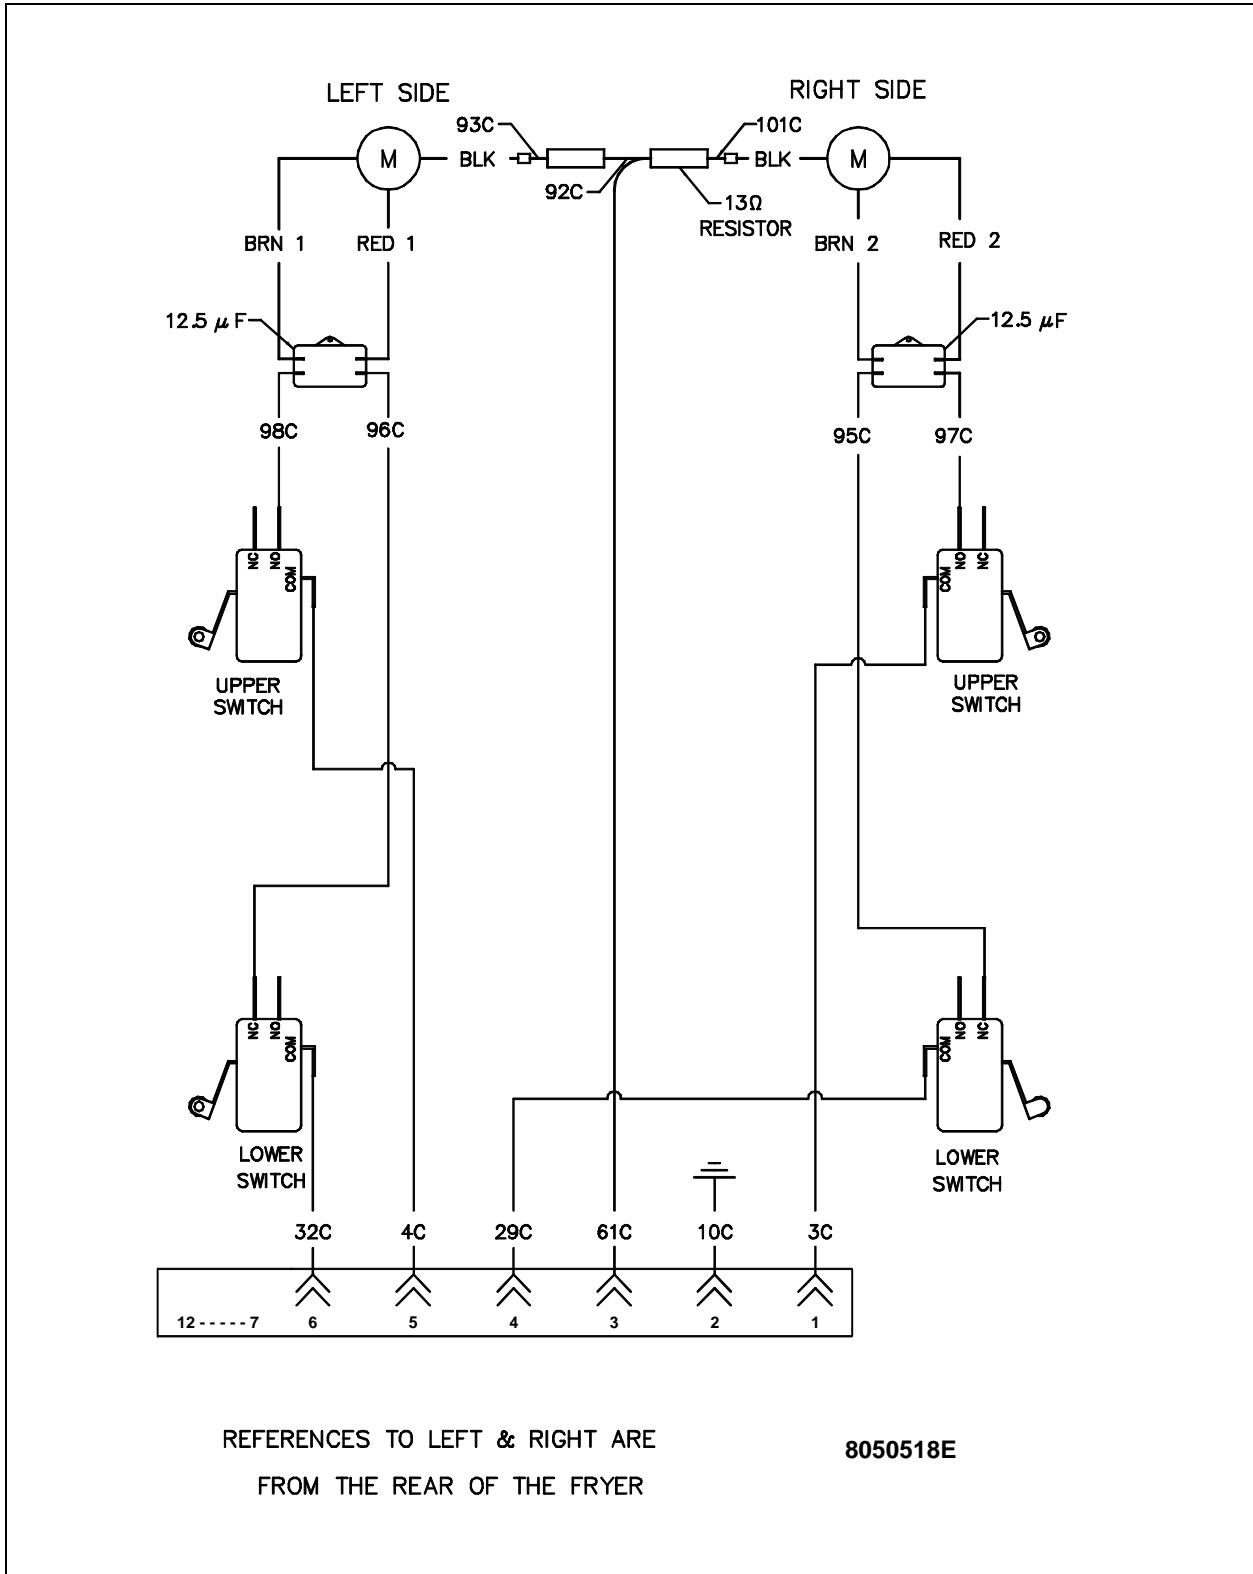 LEFT SIDE
RIGHT SIDE
93C
101C
M
BLK
BLK
M
92C
13Ω
RESISTOR
BRN 1
RED 1
BRN 2
RED 2
12.5 µF
12.5 µF
98C
96C
95C
97C
NC
NO
COM
COM
NO
NC
UPPER
SWITCH
UPPER
SWITCH
NC
NO
COM
COM
NO
NC
LOWER
SWITCH
LOWER
SWITCH
32C
4C
29C
61C
10C
3C
12 - - - - - 7
6
5
4
3
2
1
REFERENCES TO LEFT & RIGHT ARE
FROM THE REAR OF THE FRYER
8050518E